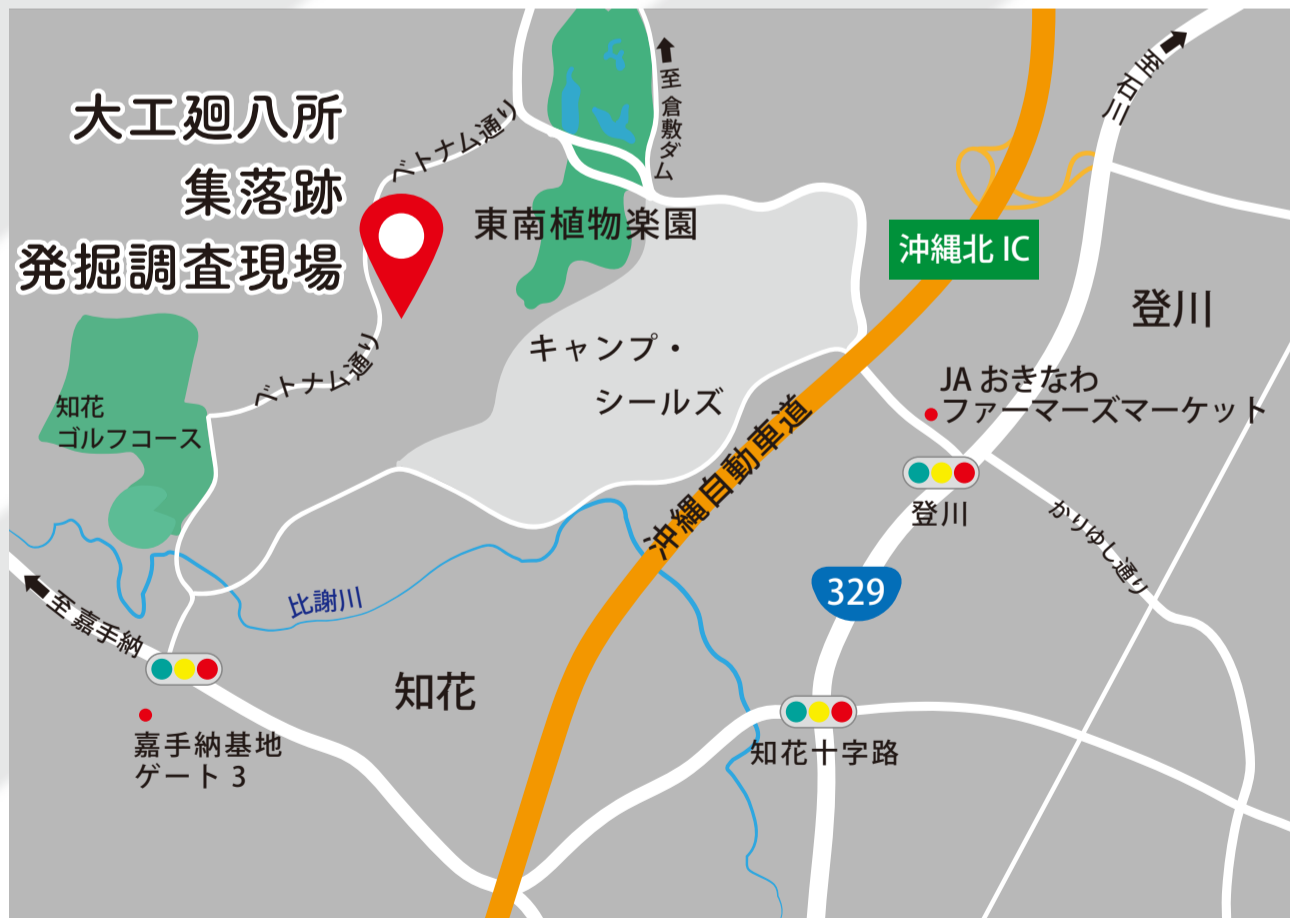 大工廻八所
集落跡
発掘調査現場
ベトナム通り
至 倉敷ダム
至 石川
東南植物楽園
沖縄北 IC
登川
キャンプ・
シールズ
ベトナム通り
知花
ゴルフコース
JA おきなわ
ファーマーズマーケット
沖縄自動車道
登川
かりゆし通り
329
比謝川
至 嘉手納
知花
嘉手納基地
ゲート 3
知花十字路